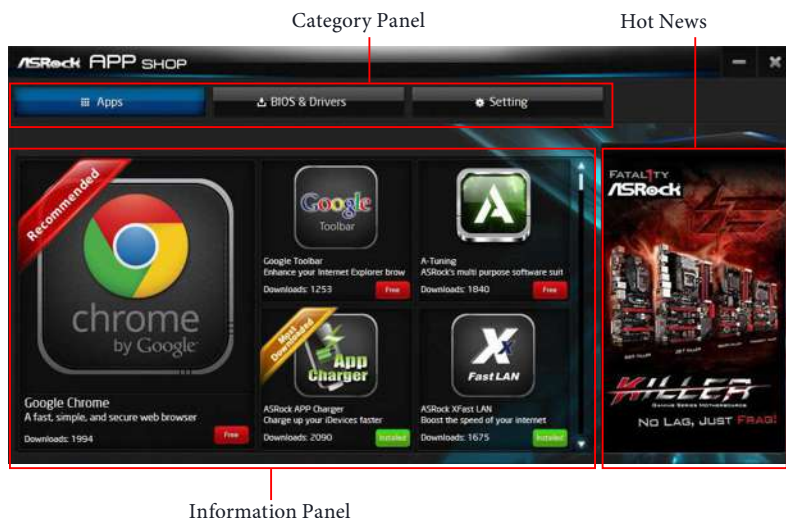 Category Panel
Hot News
ASRock APP SHOP
Apps
BIOS & Drivers
Setting
Recommended
chrome
by Google
Google Chrome
A fast, simple, and secure web browser
Downloads: 1994
Free
Google
Toolbar
Google Toolbar
Enhance your Internet Explorer brow
Downloads: 1253
Free
A-Tuning
ASRock's multi purpose software suit
Downloads: 1840
Free
Most
Downloaded
App
Charger
ASRock APP Charger
Charge up your iDevices faster
Downloads: 2090
Installed
Fast LAN
ASRock XFast LAN
Boost the speed of your internet
Downloads: 1675
Installed
FATAL1TY
ASRock
KILLER
NO LAG, JUST FRAG!
Information Panel